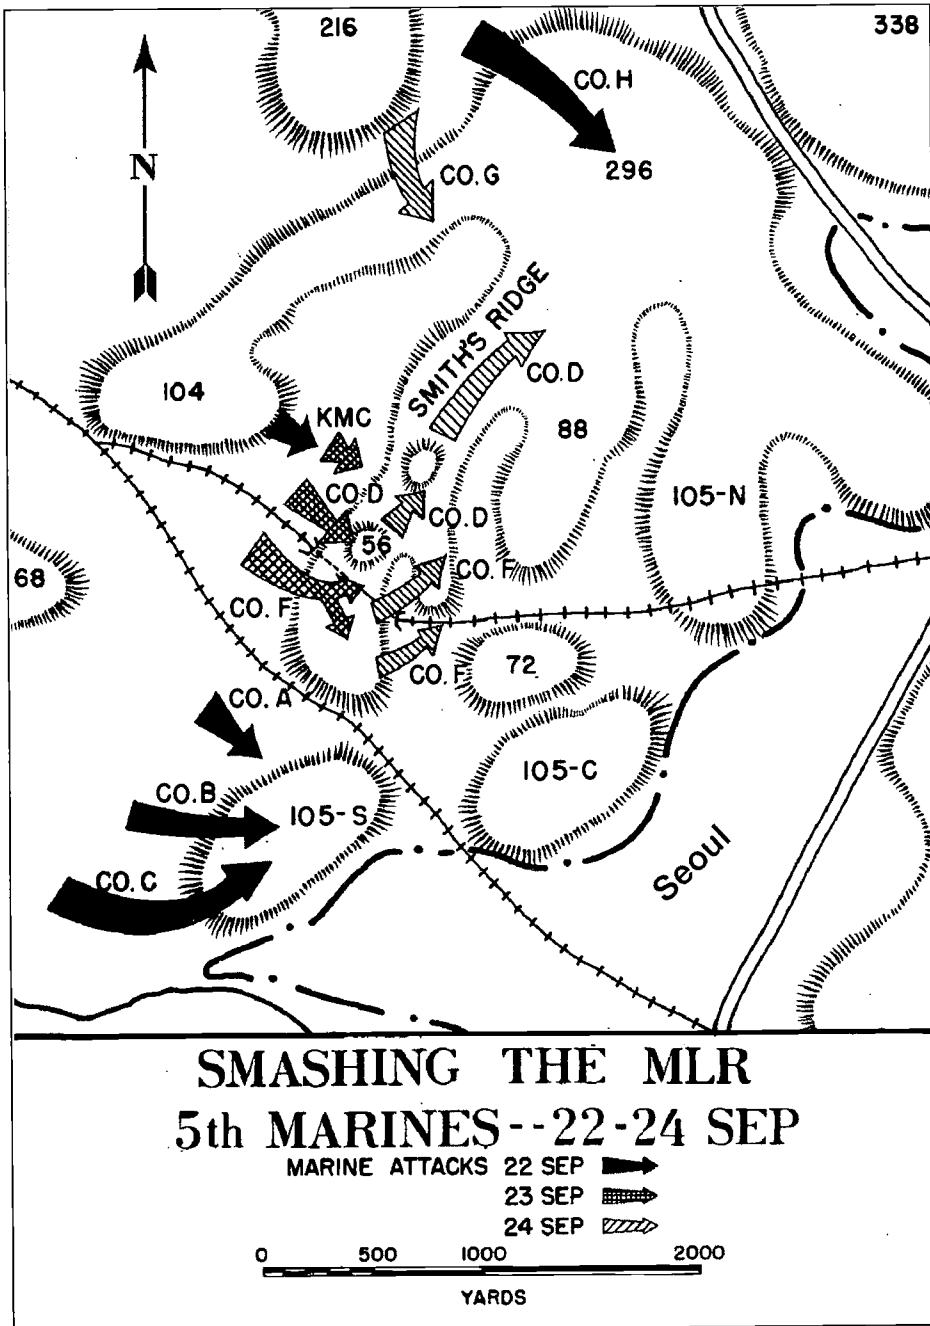 216
338
CO. H
N
296
CO. G
SMITH'S RIDGE
CO. D
104
KMC
88
CO. D
105-N
CO. D
56
68
CO. F
CO. F
72
CO. F
CO. A
105-C
CO. B
105-S
Seoul
CO. C
SMASHING THE MLR
5th MARINES--22-24 SEP
MARINE ATTACKS 22 SEP
23 SEP
24 SEP
0 500 1000 2000
YARDS